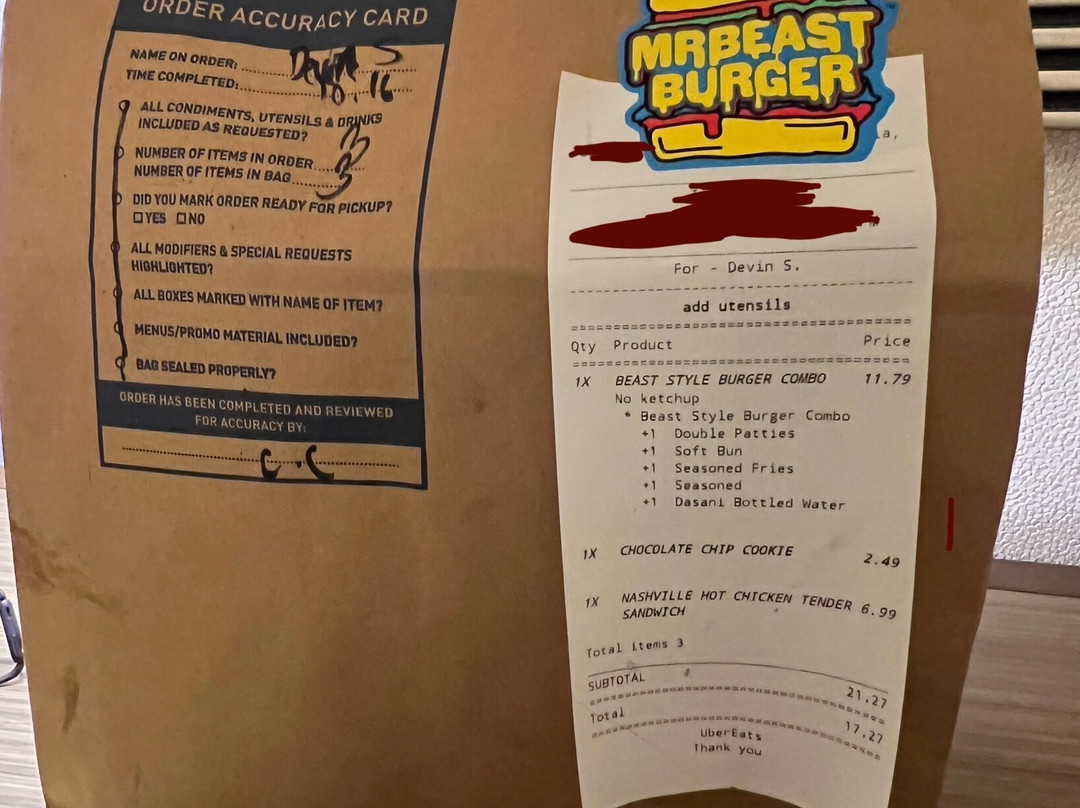 ORDER ACCURACY CARD
NAME ON ORDER: Devin S
TIME COMPLETED:
ALL CONDIMENTS, UTENSILS & DRINKS
INCLUDED AS REQUESTED?
NUMBER OF ITEMS IN ORDER 3
NUMBER OF ITEMS IN BAG 3
DID YOU MARK ORDER READY FOR PICKUP?
YES NO
ALL MODIFIERS & SPECIAL REQUESTS
HIGHLIGHTED?
ALL BOXES MARKED WITH NAME OF ITEM?
MENUS/PROMO MATERIAL INCLUDED?
BAG SEALED PROPERLY?
ORDER HAS BEEN COMPLETED AND REVIEWED
FOR ACCURACY BY:
C.C
MRBEAST
BURGER
a,
For - Devin S.
add utensils
Qty Product Price
1X BEAST STYLE BURGER COMBO 11.79
No ketchup
* Beast Style Burger Combo
+1 Double Patties
+1 Soft Bun
+1 Seasoned Fries
+1 Seasoned
+1 Dasani Bottled Water
1X CHOCOLATE CHIP COOKIE 2.49
1X NASHVILLE HOT CHICKEN TENDER 6.99
SANDWICH
Total items 3
SUBTOTAL 21.27
Total 17.27
UberEats
Thank you